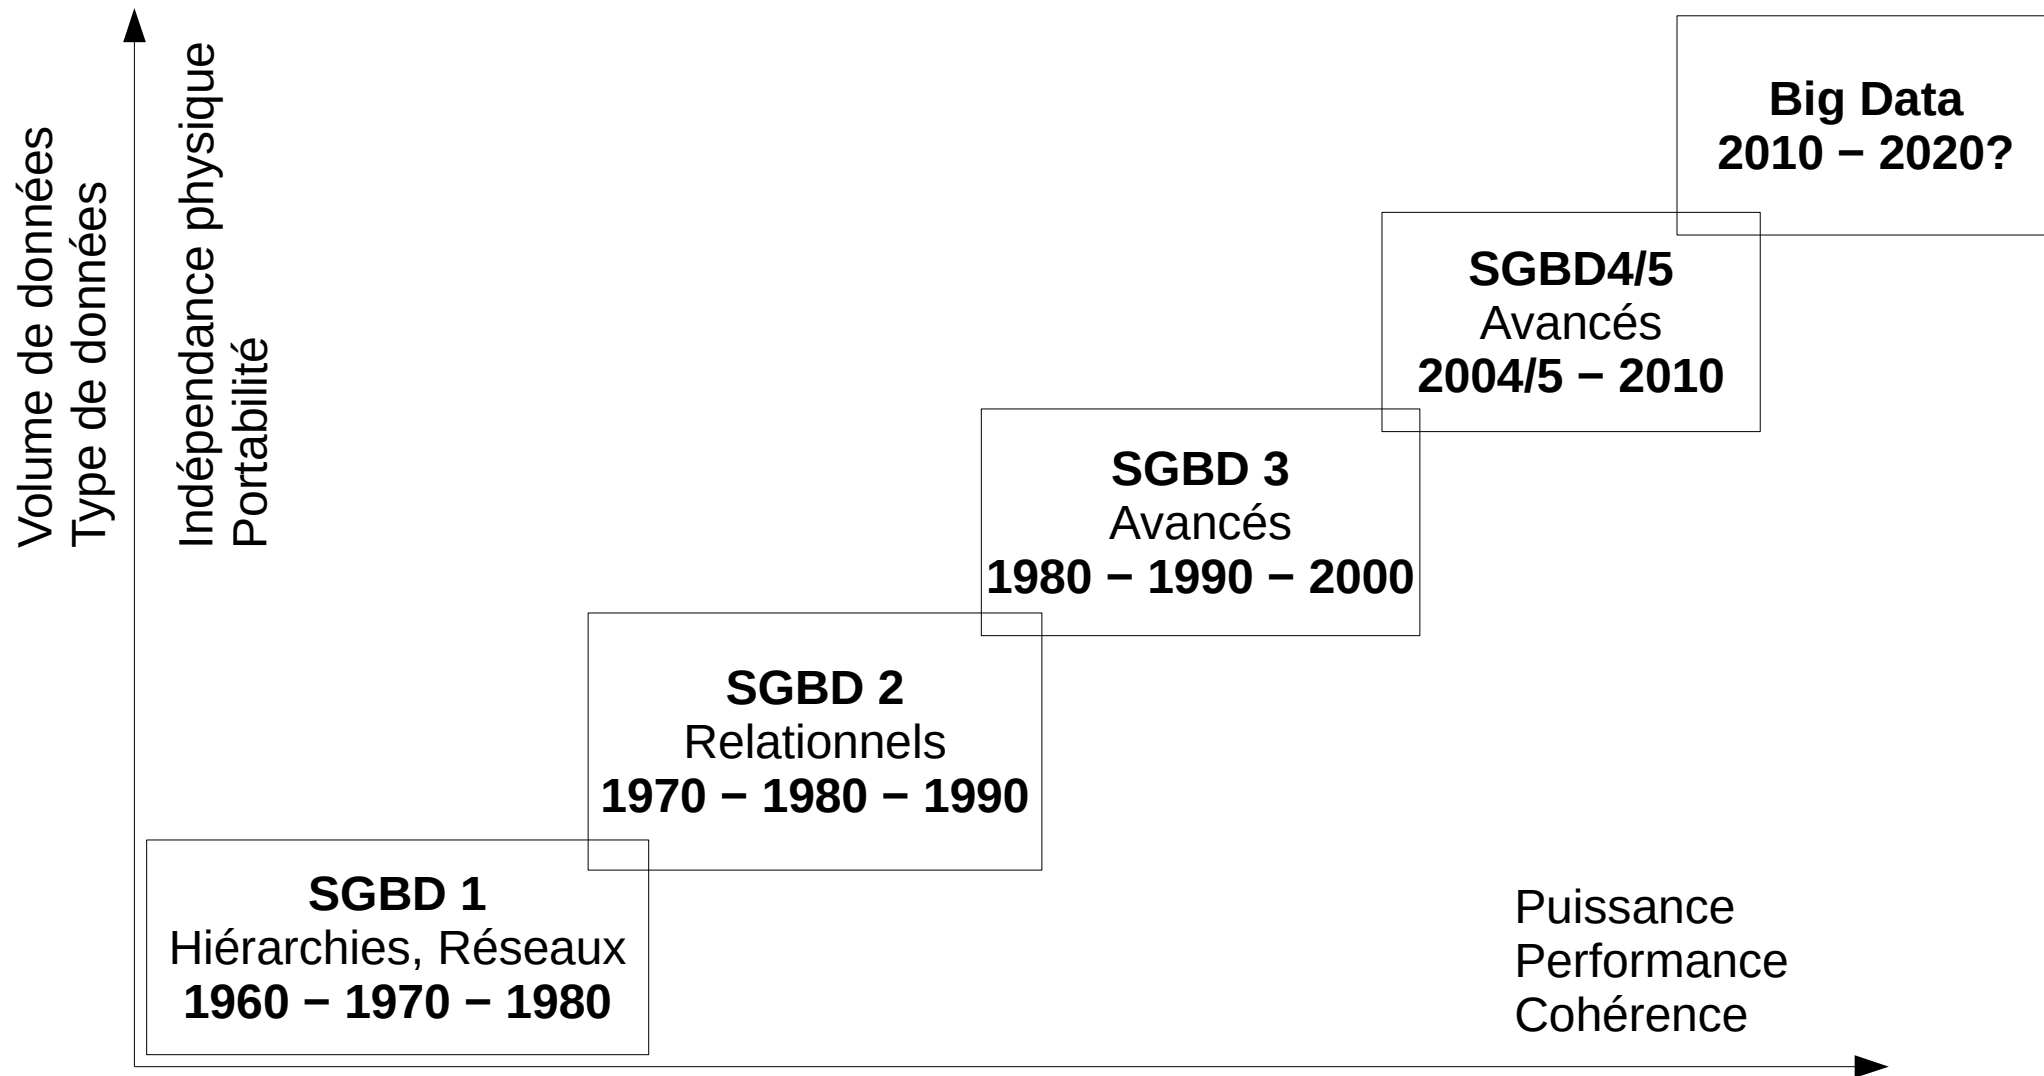 Volume de données
Type de données
Indépendance physique
Portabilité
Big Data
2010 – 2020?
SGBD4/5
Avancés
2004/5 – 2010
SGBD 3
Avancés
1980 – 1990 – 2000
SGBD 2
Relationnels
1970 – 1980 – 1990
SGBD 1
Hiérarchies, Réseaux
1960 – 1970 – 1980
Puissance
Performance
Cohérence